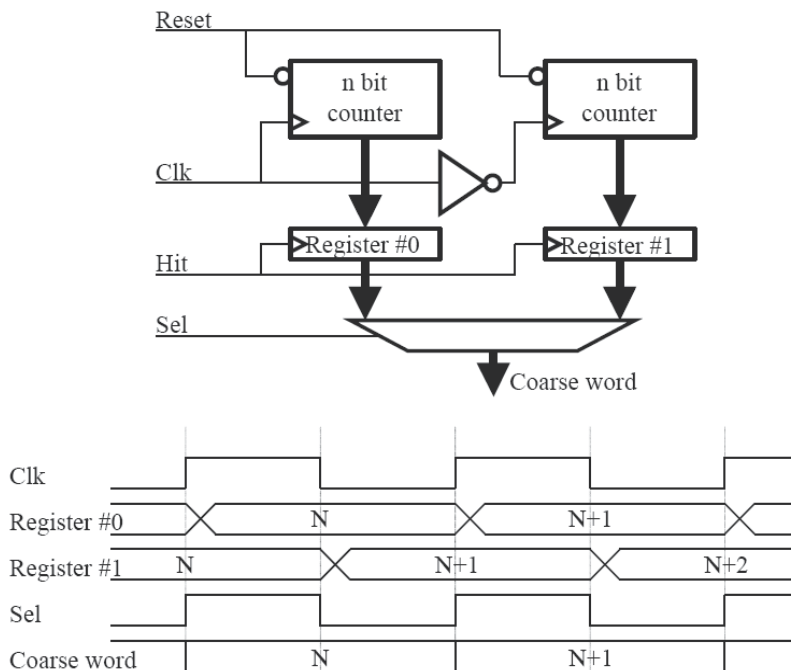 Reset
n bit
counter
n bit
counter
Clk
Register #0
Register #1
Hit
Sel
Coarse word
Clk
Register #0 N N+1
Register #1 N N+1 N+2
Sel
Coarse word N N+1